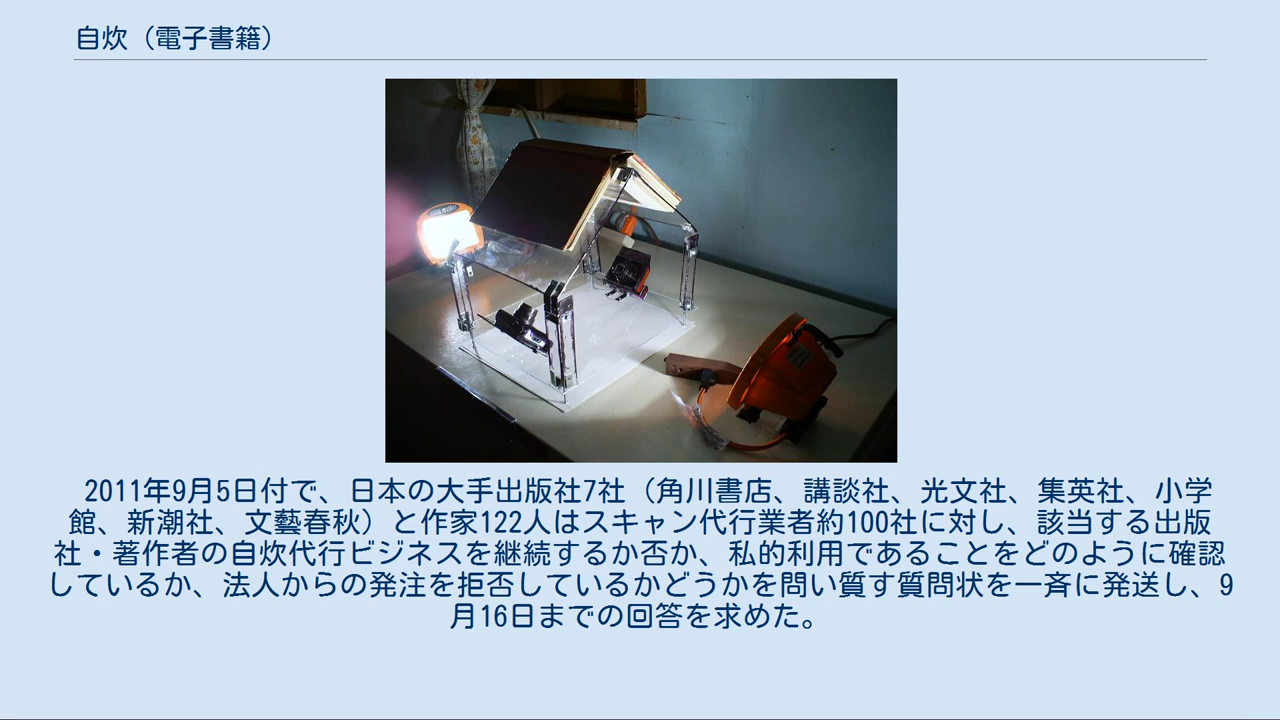 自炊（電子書籍）
2011年9月5日付で、日本の大手出版社7社（角川書店、講談社、光文社、集英社、小学
館、新潮社、文藝春秋）と作家122人はスキャン代行業者約100社に対し、該当する出版
社・著作者の自炊代行ビジネスを継続するか否か、私的利用であることをどのように確認
しているか、法人からの発注を拒否しているかどうかを問い質す質問状を一斉に発送し、9
月16日までの回答を求めた。